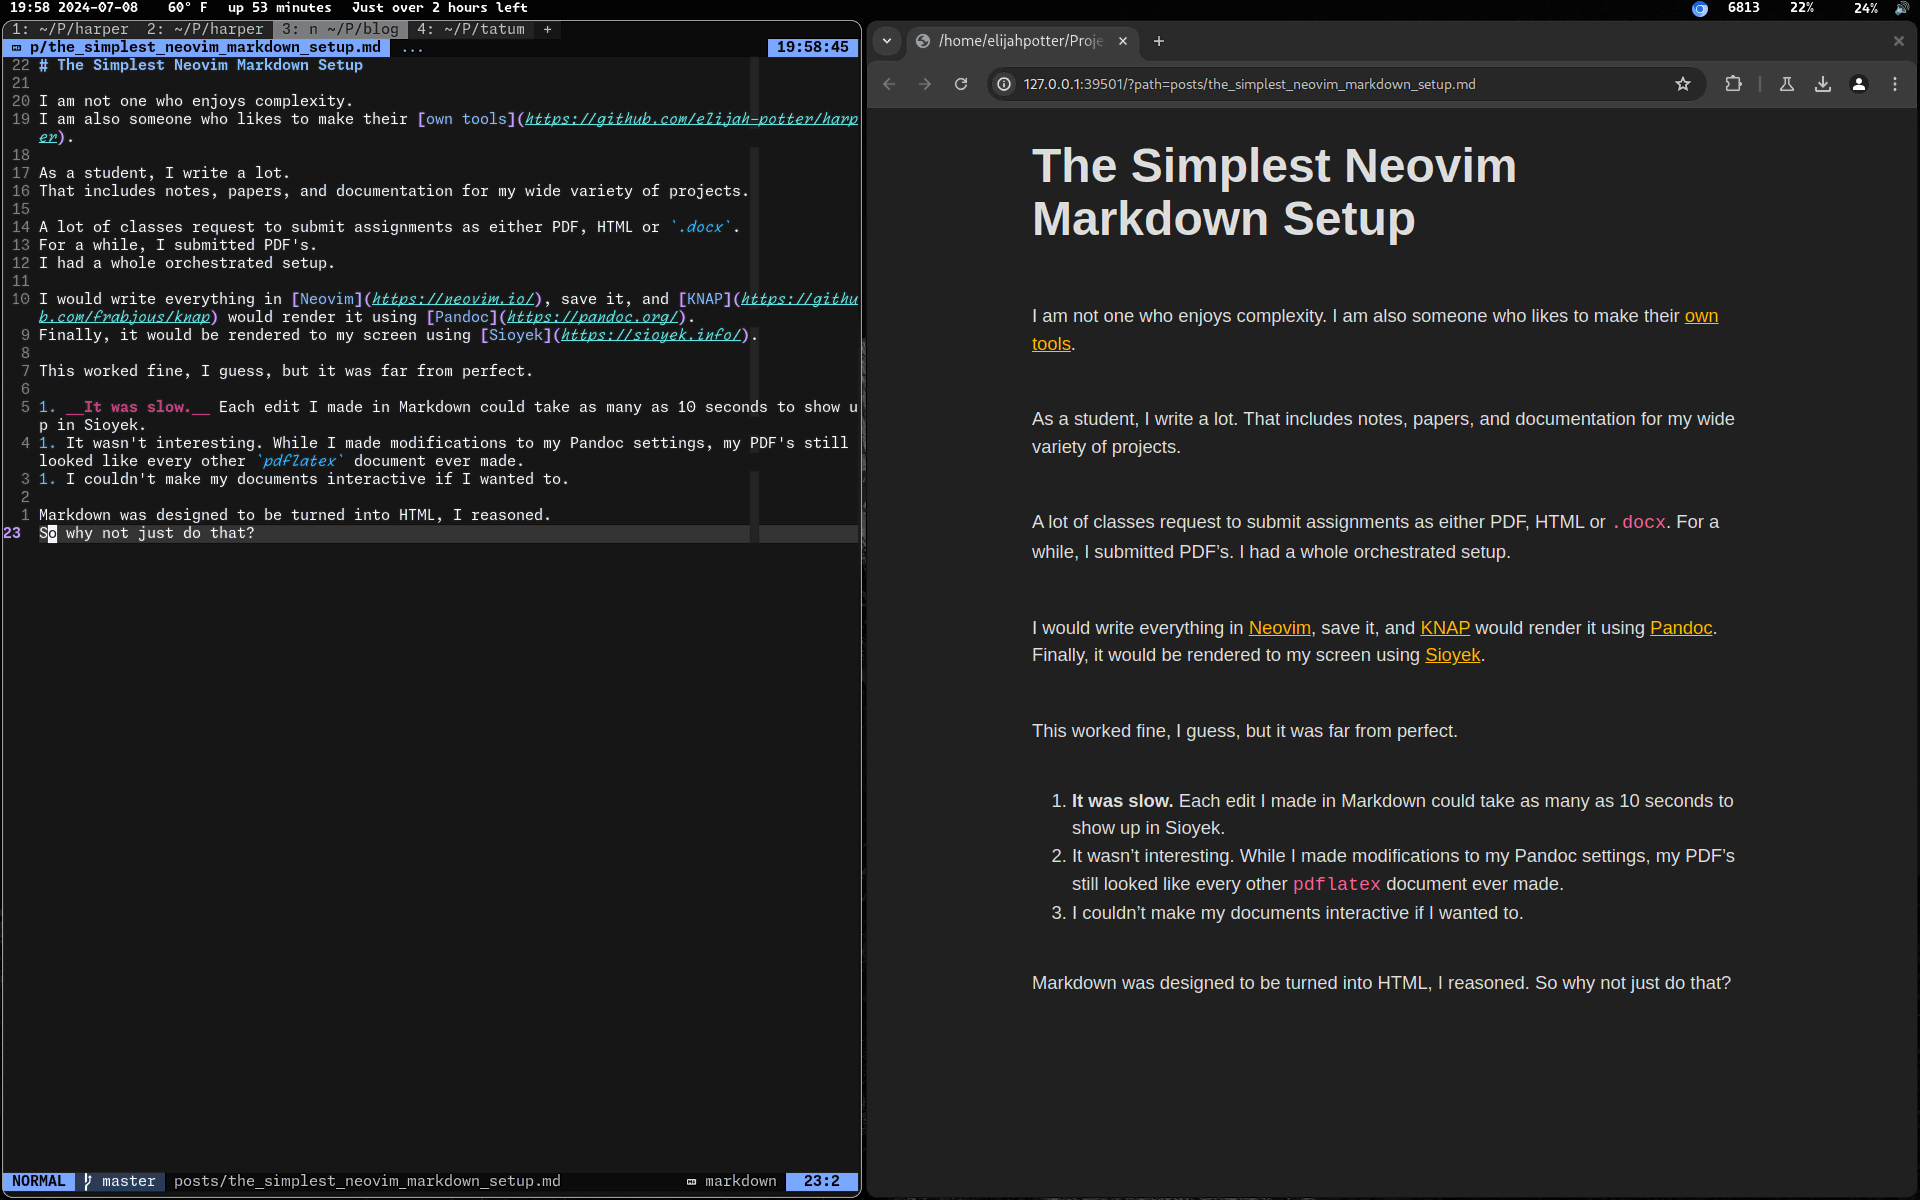 19:58 2024-07-08 60° F up 53 minutes Just over 2 hours left 6813 22% 24%
1: ~/P/harper 2: ~/P/harper 3: n ~/P/blog 4: ~/P/tatum +
p/the_simplest_neovim_markdown_setup.md ... 19:58:45
22 # The Simplest Neovim Markdown Setup
21
20 I am not one who enjoys complexity.
19 I am also someone who likes to make their [own tools](https://github.com/elijah-potter/harp
er).
18
17 As a student, I write a lot.
16 That includes notes, papers, and documentation for my wide variety of projects.
15
14 A lot of classes request to submit assignments as either PDF, HTML or `.docx`.
13 For a while, I submitted PDF's.
12 I had a whole orchestrated setup.
11
10 I would write everything in [Neovim](https://neovim.io/), save it, and [KNAP](https://githu
b.com/frabjous/knap) would render it using [Pandoc](https://pandoc.org/).
9 Finally, it would be rendered to my screen using [Sioyek](https://sioyek.info/).
8
7 This worked fine, I guess, but it was far from perfect.
6
5 1. __It was slow.__ Each edit I made in Markdown could take as many as 10 seconds to show u
p in Sioyek.
4 1. It wasn't interesting. While I made modifications to my Pandoc settings, my PDF's still
looked like every other `pdflatex` document ever made.
3 1. I couldn't make my documents interactive if I wanted to.
2
1 Markdown was designed to be turned into HTML, I reasoned.
23 So why not just do that?
NORMAL master posts/the_simplest_neovim_markdown_setup.md markdown 23:2
/home/elijahpotter/Proje
127.0.0.1:39501/?path=posts/the_simplest_neovim_markdown_setup.md
The Simplest Neovim
Markdown Setup
I am not one who enjoys complexity. I am also someone who likes to make their own
tools.
As a student, I write a lot. That includes notes, papers, and documentation for my wide
variety of projects.
A lot of classes request to submit assignments as either PDF, HTML or .docx. For a
while, I submitted PDF’s. I had a whole orchestrated setup.
I would write everything in Neovim, save it, and KNAP would render it using Pandoc.
Finally, it would be rendered to my screen using Sioyek.
This worked fine, I guess, but it was far from perfect.
1. It was slow. Each edit I made in Markdown could take as many as 10 seconds to
show up in Sioyek.
2. It wasn’t interesting. While I made modifications to my Pandoc settings, my PDF’s
still looked like every other pdflatex document ever made.
3. I couldn’t make my documents interactive if I wanted to.
Markdown was designed to be turned into HTML, I reasoned. So why not just do that?